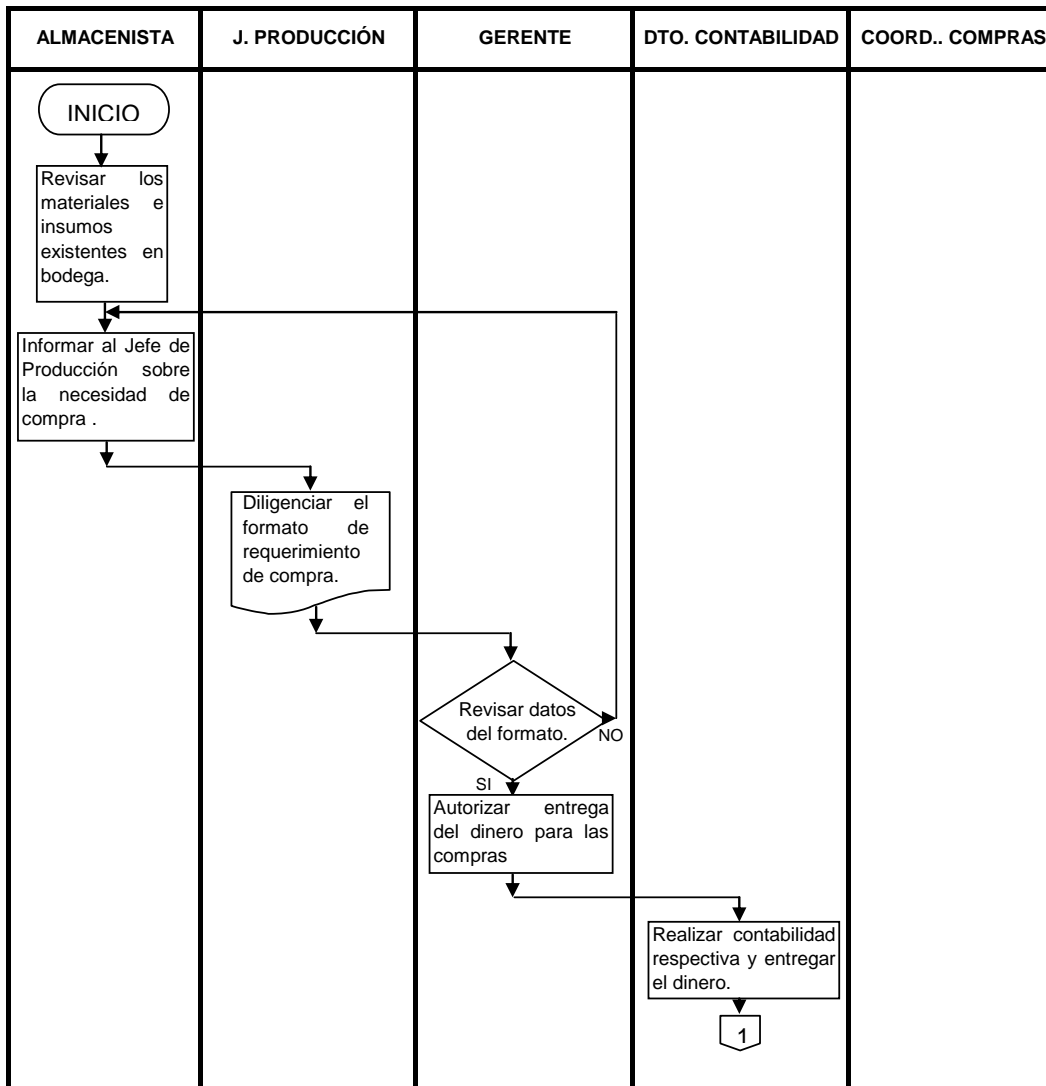 ALMACENISTA
J. PRODUCCIÓN
GERENTE
DTO. CONTABILIDAD
COORD.. COMPRAS
INICIO
Revisar los
materiales e
insumos
existentes en
bodega.
Informar al Jefe de
Producción sobre
la necesidad de
compra .
Diligenciar el
formato de
requerimiento
de compra.
Revisar datos
del formato.
NO
SI
Autorizar entrega
del dinero para las
compras
Realizar contabilidad
respectiva y entregar
el dinero.
1